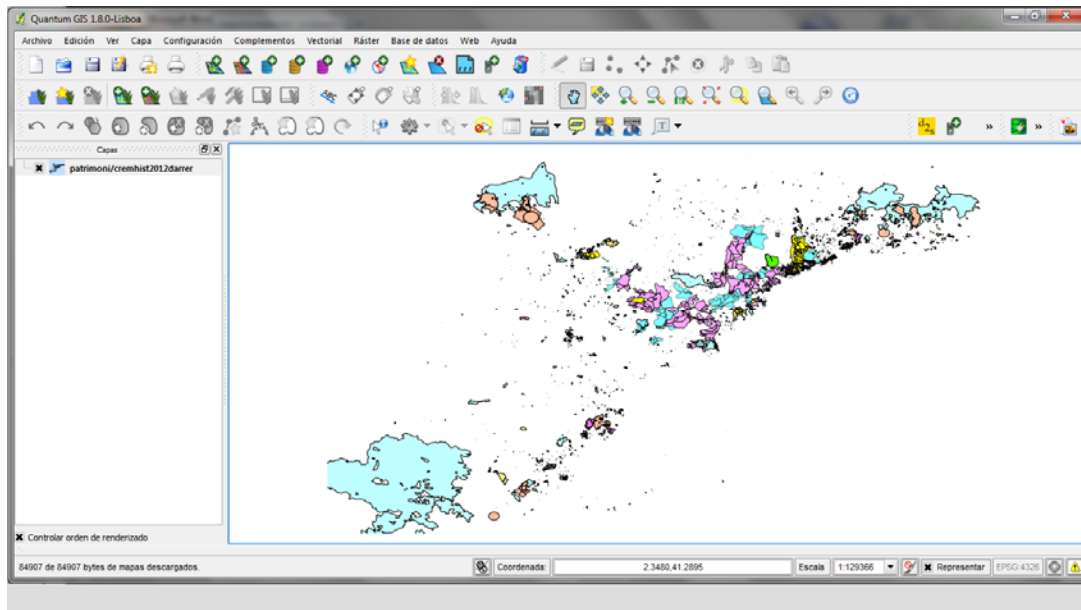 Quantum GIS 1.8.0-Lisboa
Archivo Edición Ver Capa Configuración Complementos Vectorial Ráster Base de datos Web Ayuda
Capas
patrimoni/cremhist2012darrer
Controlar orden de renderizado
84907 de 84907 bytes de mapas descargados.
Coordenada: 2.3480,41.2895 Escala 1:129366 Representar EPSG:4326